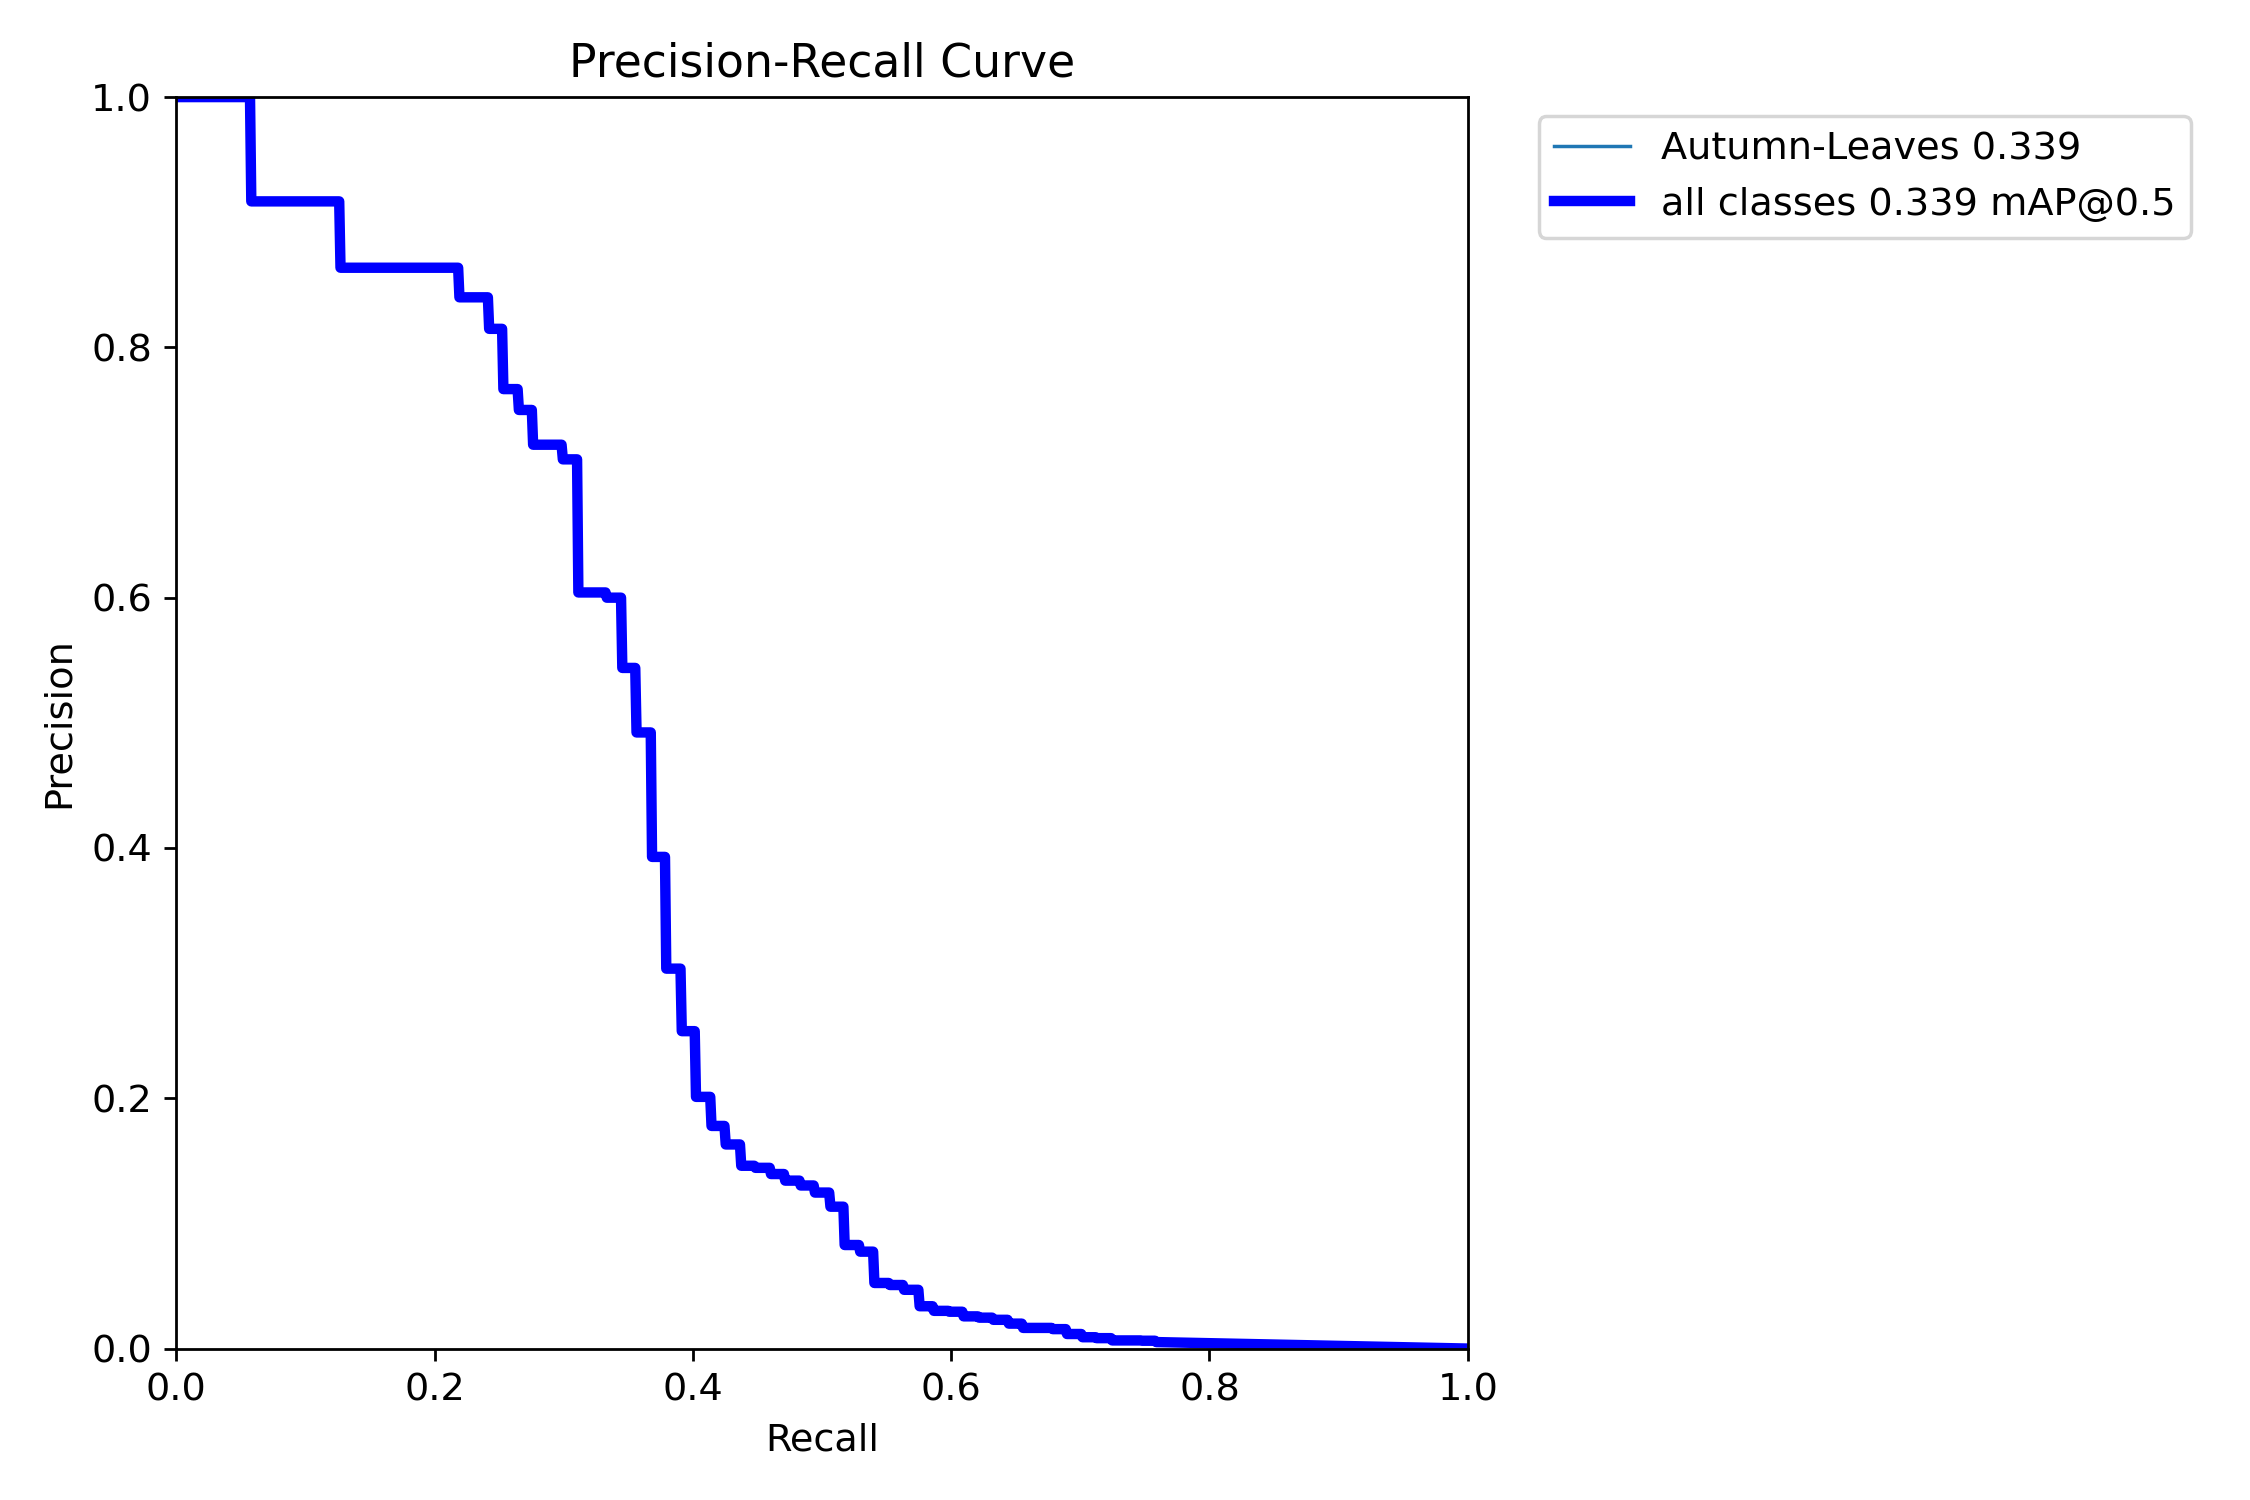 Precision-Recall Curve
1.0
0.8
0.6
0.4
0.2
0.0
Precision
0.0 0.2 0.4 0.6 0.8 1.0
Recall
Autumn-Leaves 0.339
all classes 0.339 mAP@0.5